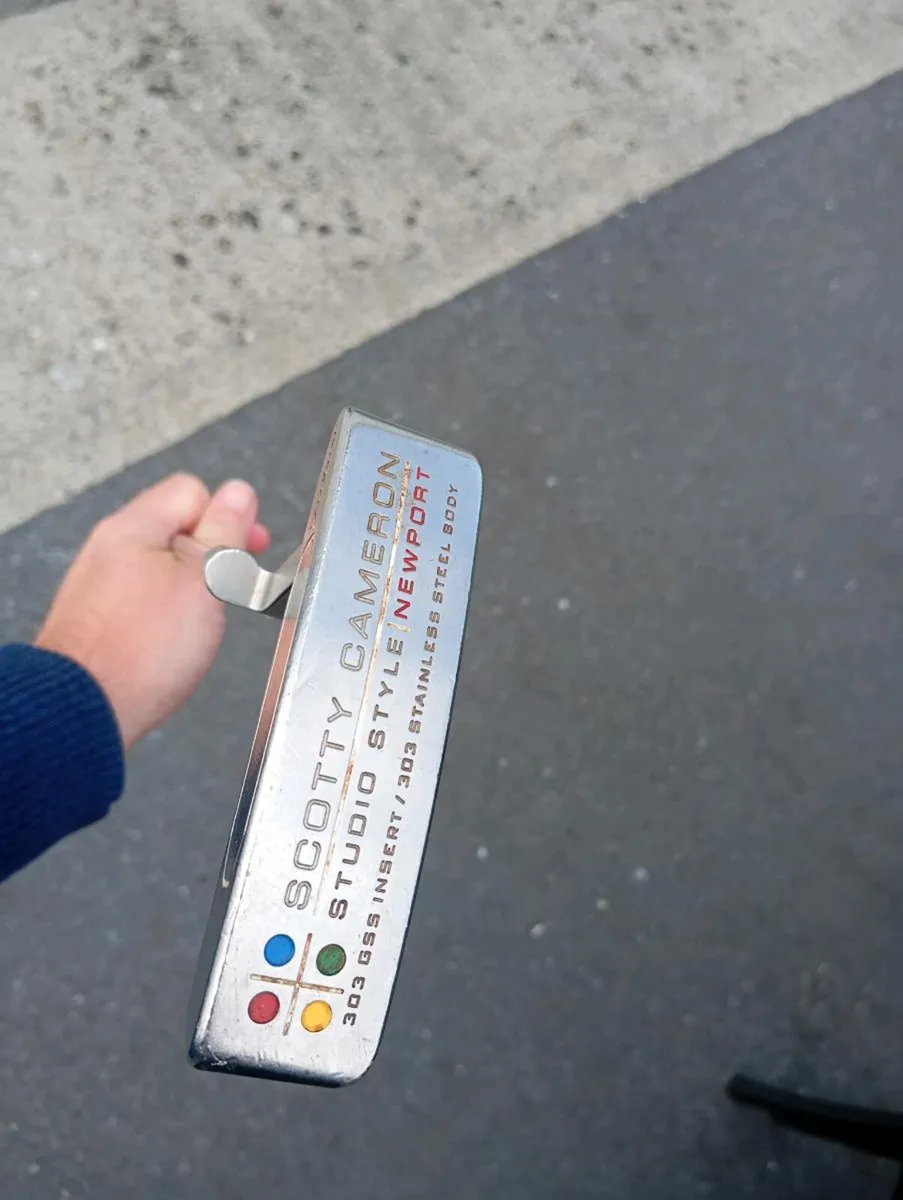 SCOTTY CAMERON
STUDIO STYLE | NEWPORT
303 GSS INSERT / 303 STAINLESS STEEL BODY